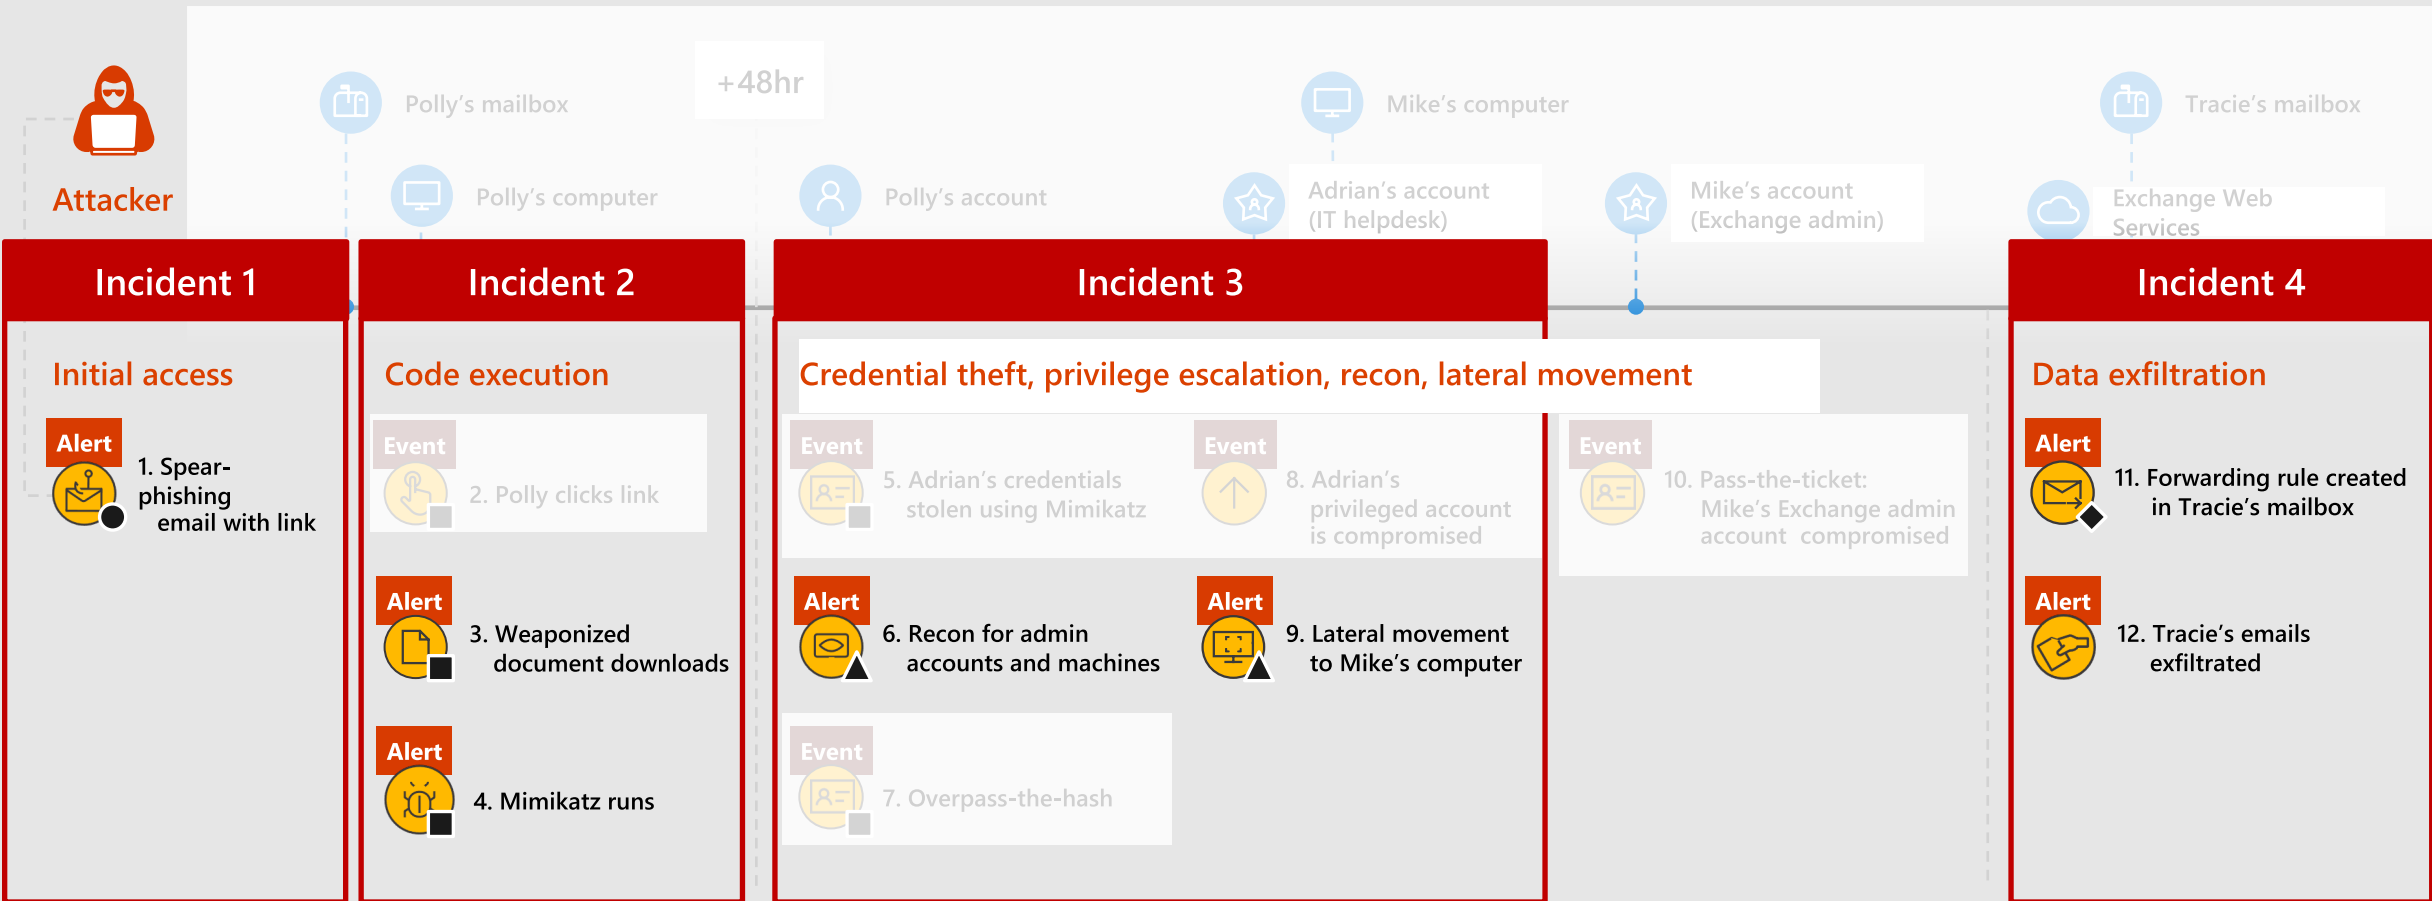 +48hr
Polly's mailbox
Mike's computer
Tracie's mailbox
Attacker
Polly's computer
Polly's account
Adrian's account
(IT helpdesk)
Mike's account
(Exchange admin)
Exchange Web
Services
Incident 1
Incident 2
Incident 3
Incident 4
Initial access
Code execution
Credential theft, privilege escalation, recon, lateral movement
Data exfiltration
Alert
1. Spear-
phishing
email with link
Event
2. Polly clicks link
Alert
3. Weaponized
document downloads
Alert
4. Mimikatz runs
Event
5. Adrian's credentials
stolen using Mimikatz
Alert
6. Recon for admin
accounts and machines
Event
7. Overpass-the-hash
Event
8. Adrian's
privileged account
is compromised
Alert
9. Lateral movement
to Mike's computer
Event
10. Pass-the-ticket:
Mike's Exchange admin
account compromised
Alert
11. Forwarding rule created
in Tracie's mailbox
Alert
12. Tracie's emails
exfiltrated